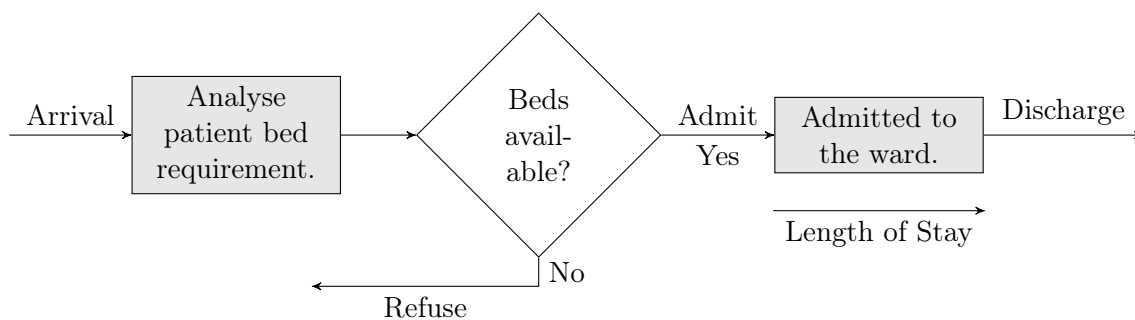 Arrival
Analyse
patient bed
requirement.
Beds
avail-
able?
Admit
Yes
Admitted to
the ward.
Discharge
Length of Stay
No
Refuse